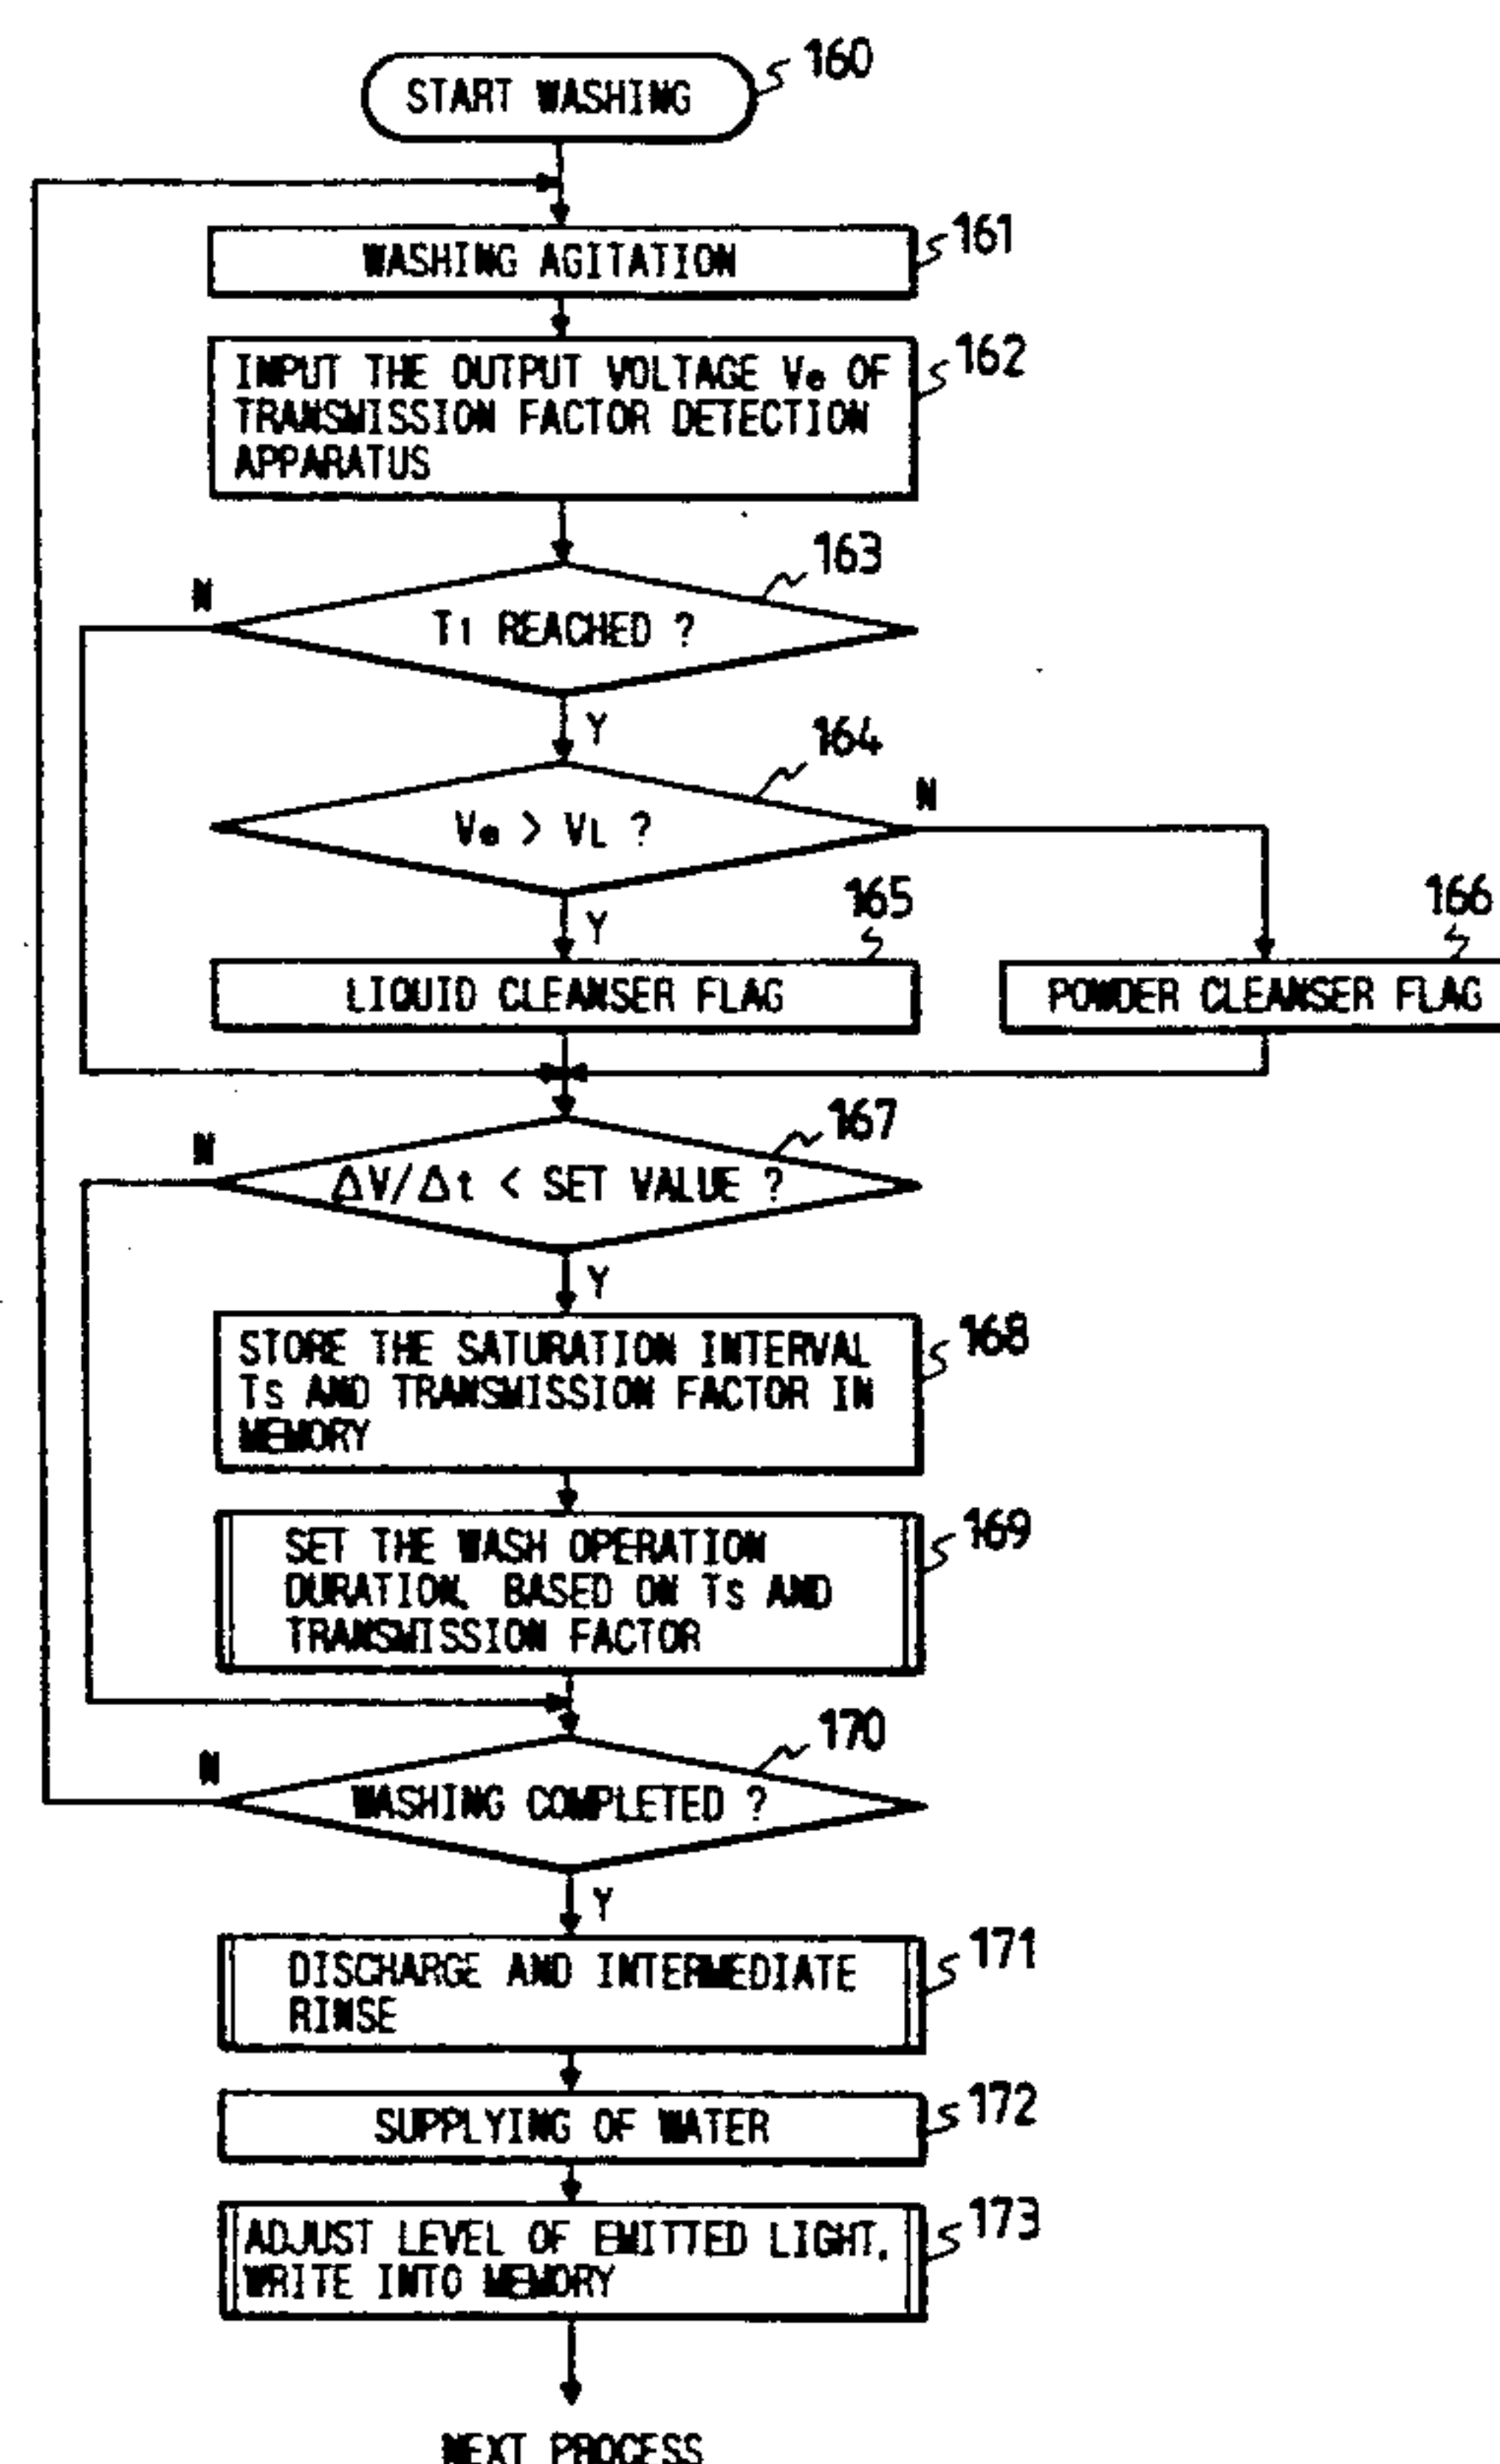 START WASHING
160
WASHING AGITATION
161
INPUT THE OUTPUT VOLTAGE Ve OF
TRANSMISSION FACTOR DETECTION
APPARATUS
162
T1 REACHED ?
163
N
Y
Ve > VL ?
164
N
Y
LIQUID CLEANSER FLAG
165
POWDER CLEANSER FLAG
166
ΔV/Δt < SET VALUE ?
167
N
Y
STORE THE SATURATION INTERVAL
Ts AND TRANSMISSION FACTOR IN
MEMORY
168
SET THE WASH OPERATION
DURATION, BASED ON Ts AND
TRANSMISSION FACTOR
169
WASHING COMPLETED ?
170
N
Y
DISCHARGE AND INTERMEDIATE
RINSE
171
SUPPLYING OF WATER
172
ADJUST LEVEL OF EMITTED LIGHT,
WRITE INTO MEMORY
173
NEXT PROCESS